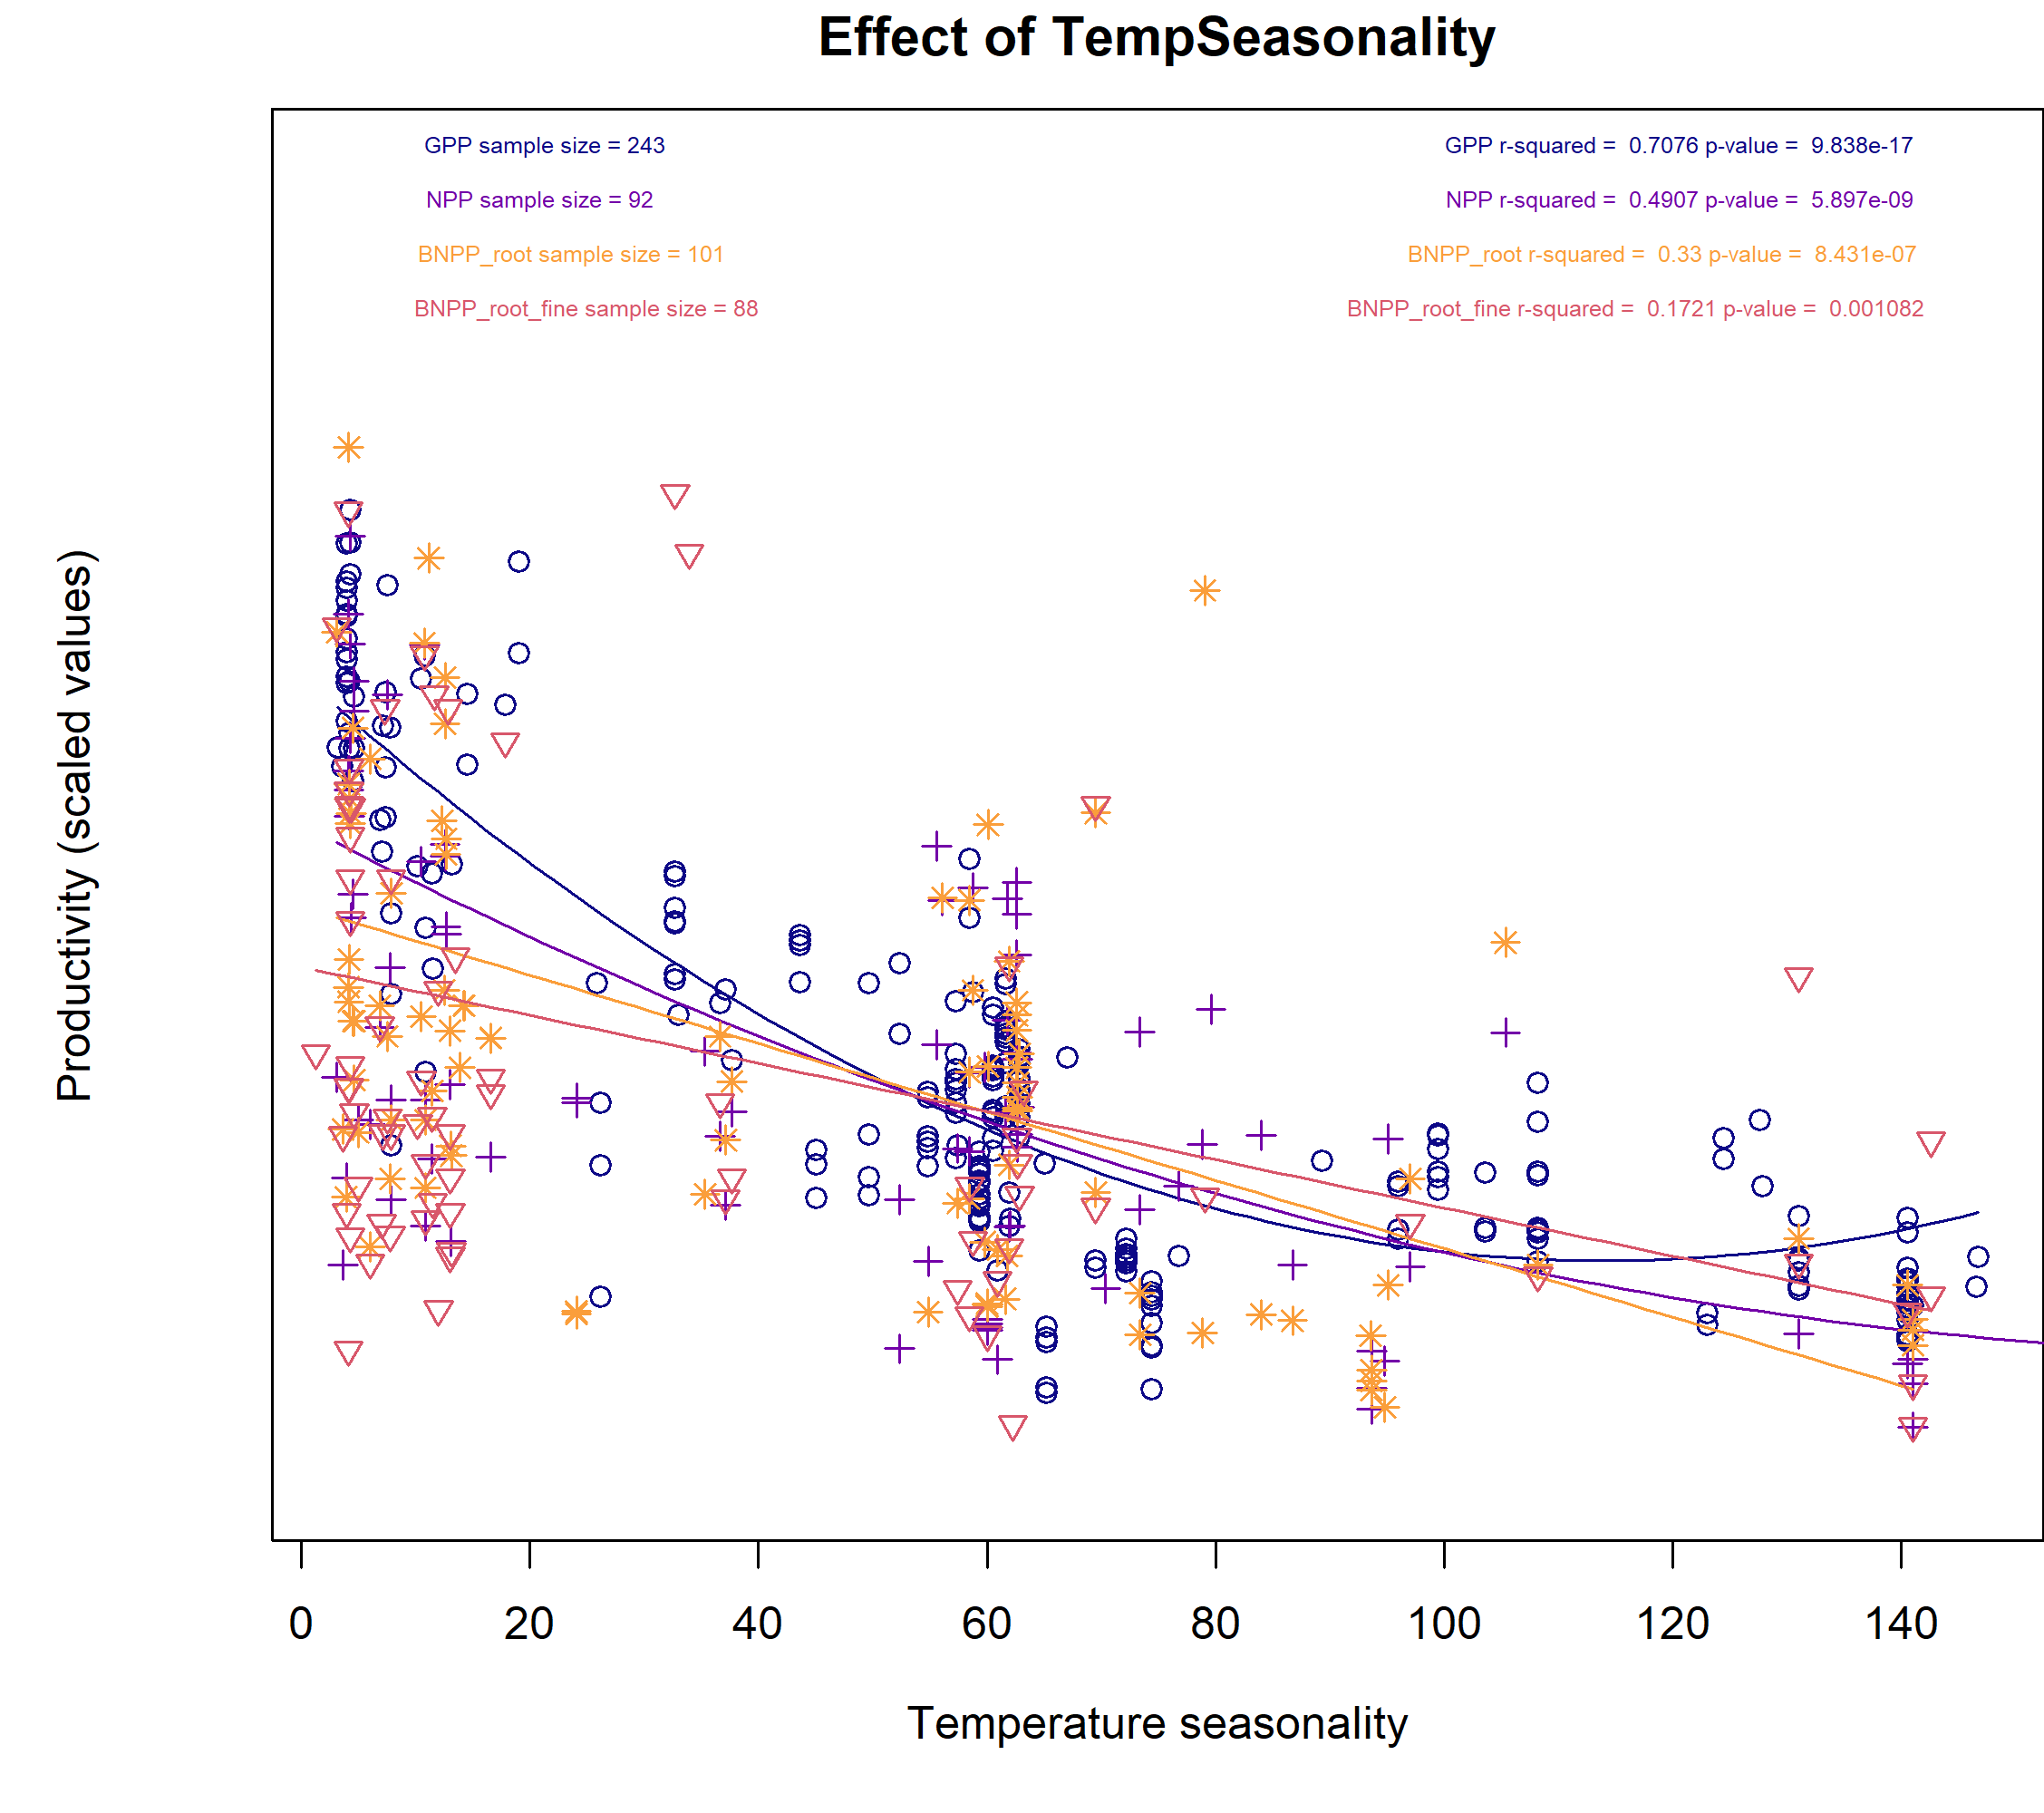 Effect of TempSeasonality
GPP sample size = 243
GPP r-squared =  0.7076 p-value =  9.838e-17
NPP sample size = 92
NPP r-squared =  0.4907 p-value =  5.897e-09
BNPP_root sample size = 101
BNPP_root r-squared =  0.33 p-value =  8.431e-07
BNPP_root_fine sample size = 88
BNPP_root_fine r-squared =  0.1721 p-value =  0.001082
Productivity (scaled values)
0 20 40 60 80 100 120 140
Temperature seasonality